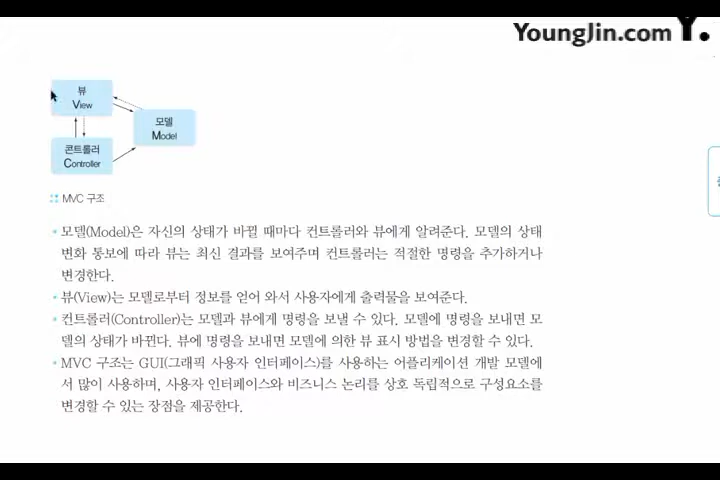 YoungJin.com Y.
뷰
View
모델
Model
콘트롤러
Controller
MVC 구조
모델(Model)은 자신의 상태가 바뀔 때마다 컨트롤러와 뷰에게 알려준다. 모델의 상태
변화 통보에 따라 뷰는 최신 결과를 보여주며 컨트롤러는 적절한 명령을 추가하거나
변경한다.
뷰(View)는 모델로부터 정보를 얻어 와서 사용자에게 출력물을 보여준다.
컨트롤러(Controller)는 모델과 뷰에게 명령을 보낼 수 있다. 모델에 명령을 보내면 모
델의 상태가 바뀐다. 뷰에 명령을 보내면 모델에 의한 뷰 표시 방법을 변경할 수 있다.
MVC 구조는 GUI(그래픽 사용자 인터페이스)를 사용하는 어플리케이션 개발 모델에
서 많이 사용하며, 사용자 인터페이스와 비즈니스 논리를 상호 독립적으로 구성요소를
변경할 수 있는 장점을 제공한다.